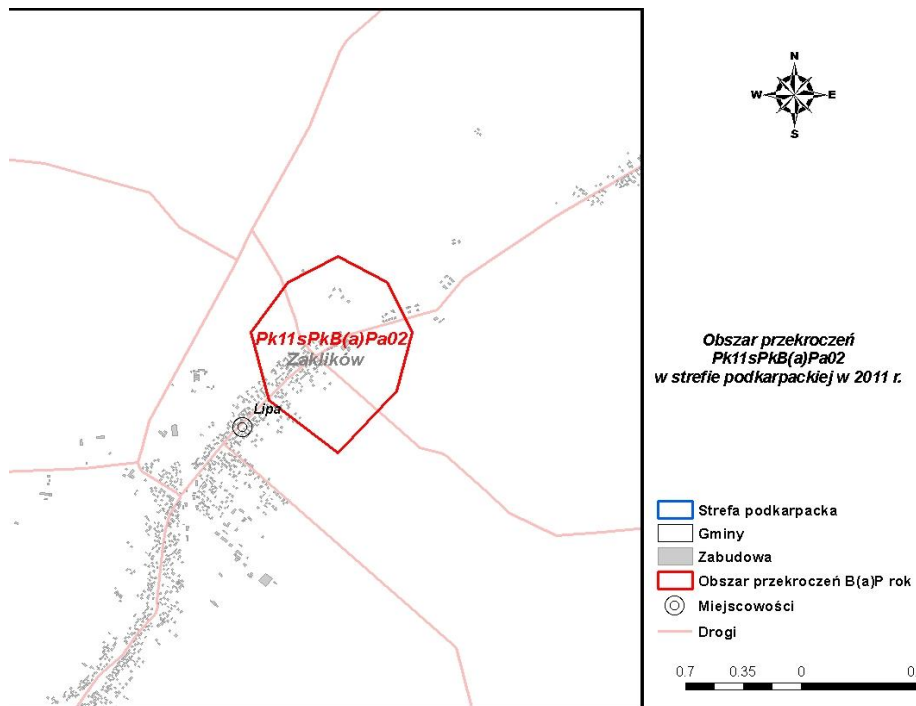 N
W E
S
Pk11sPkB(a)Pa02
Zaklików
Lipa
Obszar przekroczeń
Pk11sPkB(a)Pa02
w strefie podkarpackiej w 2011 r.
Strefa podkarpacka
Gminy
Zabudowa
Obszar przekroczeń B(a)P rok
Miejscowości
Drogi
0.7 0.35 0 0